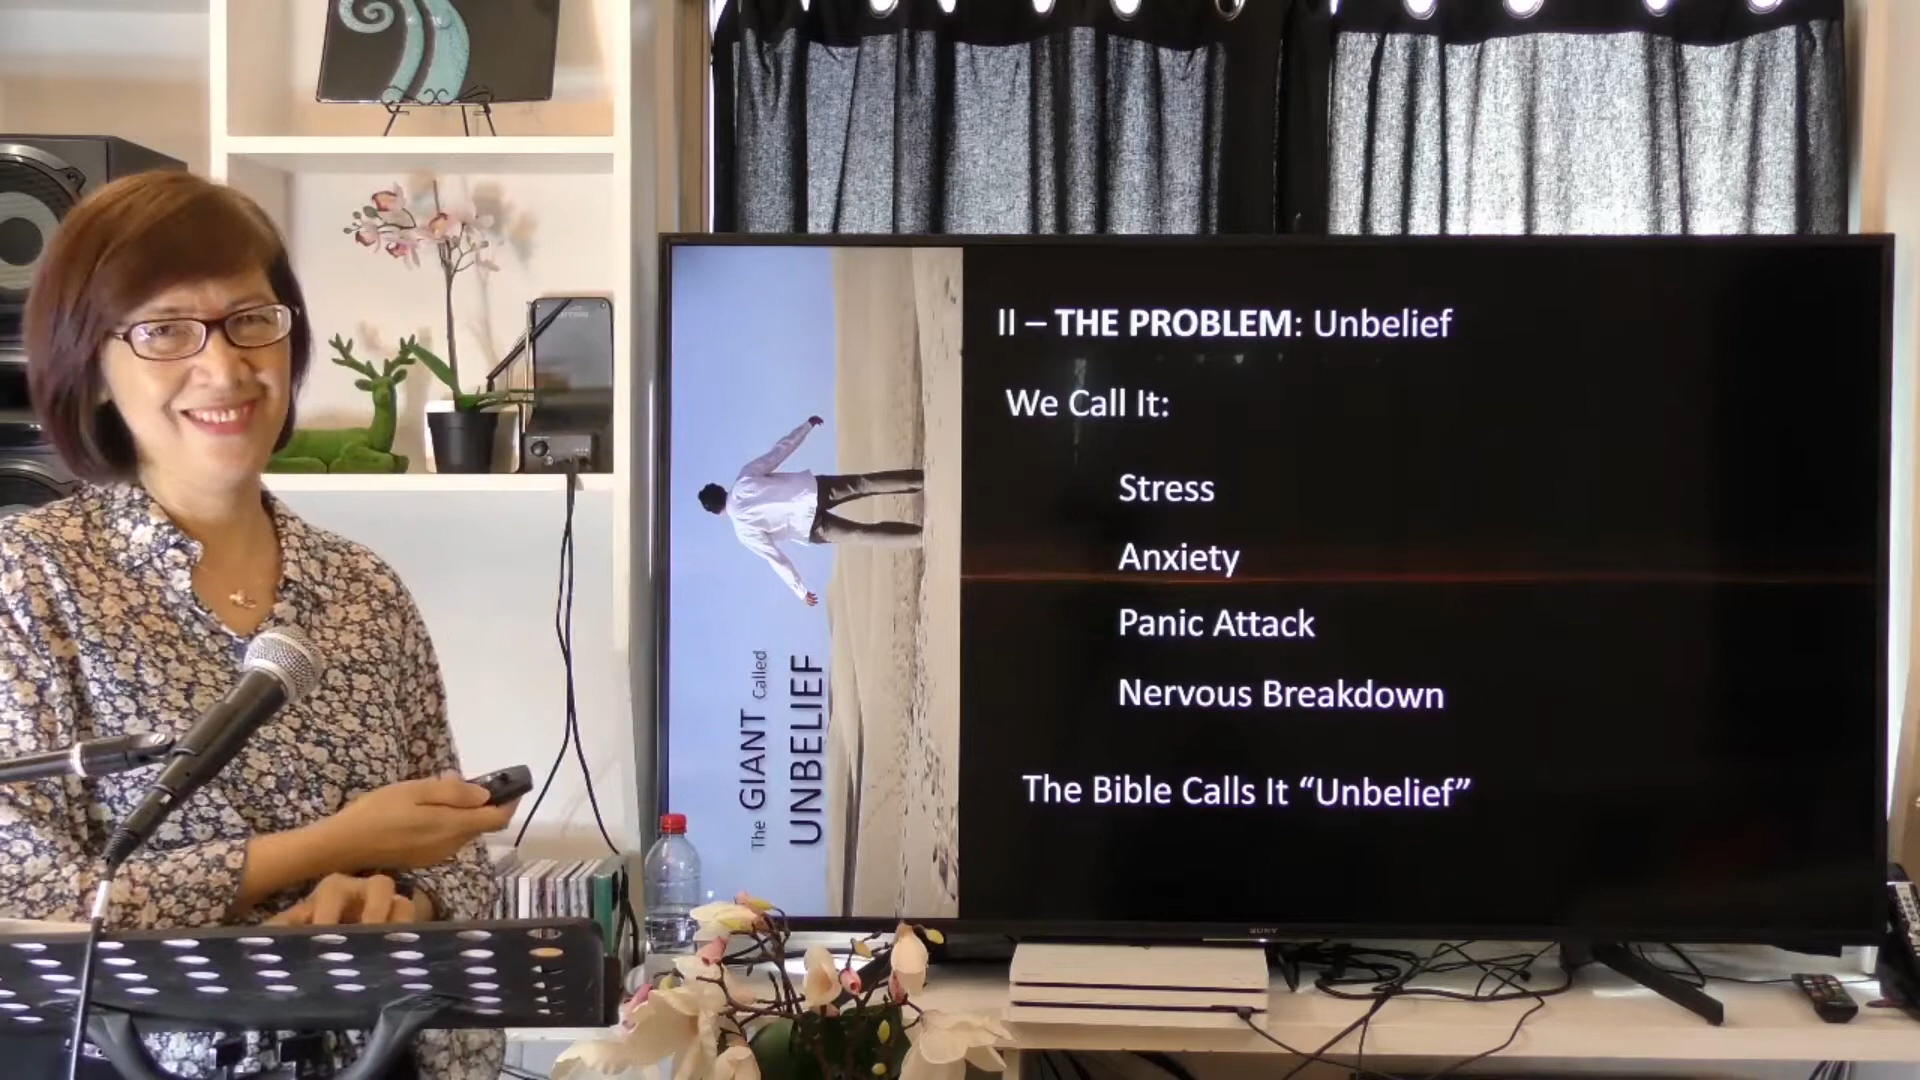 The GIANT Called
UNBELIEF
II – THE PROBLEM: Unbelief
We Call It:
Stress
Anxiety
Panic Attack
Nervous Breakdown
The Bible Calls It “Unbelief”
SONY